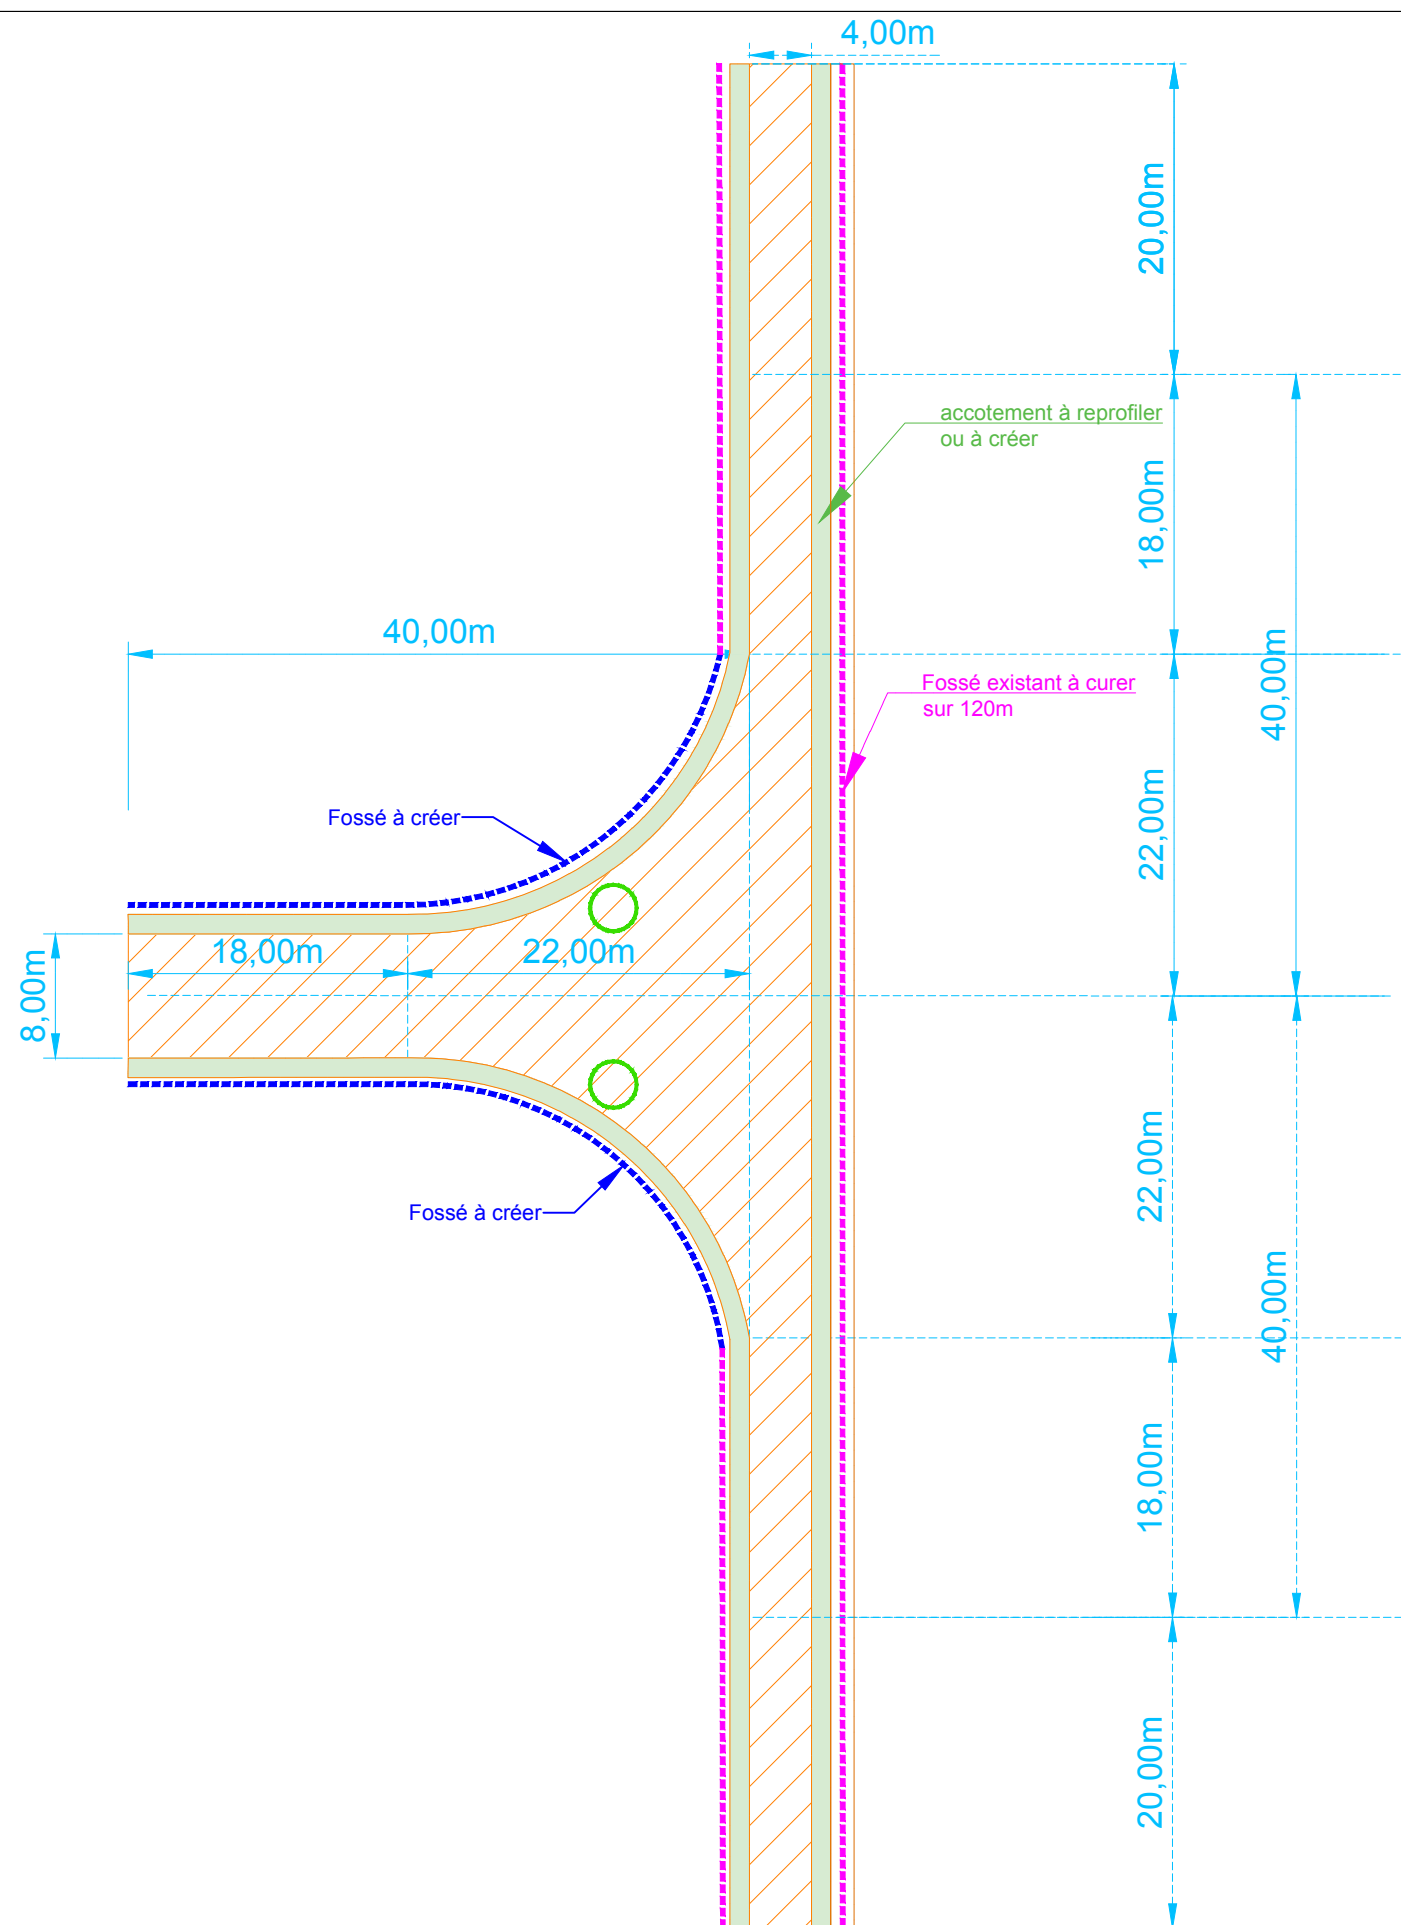 4,00m
20,00m
accotement à reprofiler
ou à créer
18,00m
40,00m
40,00m
Fossé existant à curer
sur 120m
22,00m
Fossé à créer
18,00m
22,00m
8,00m
22,00m
Fossé à créer
40,00m
18,00m
20,00m